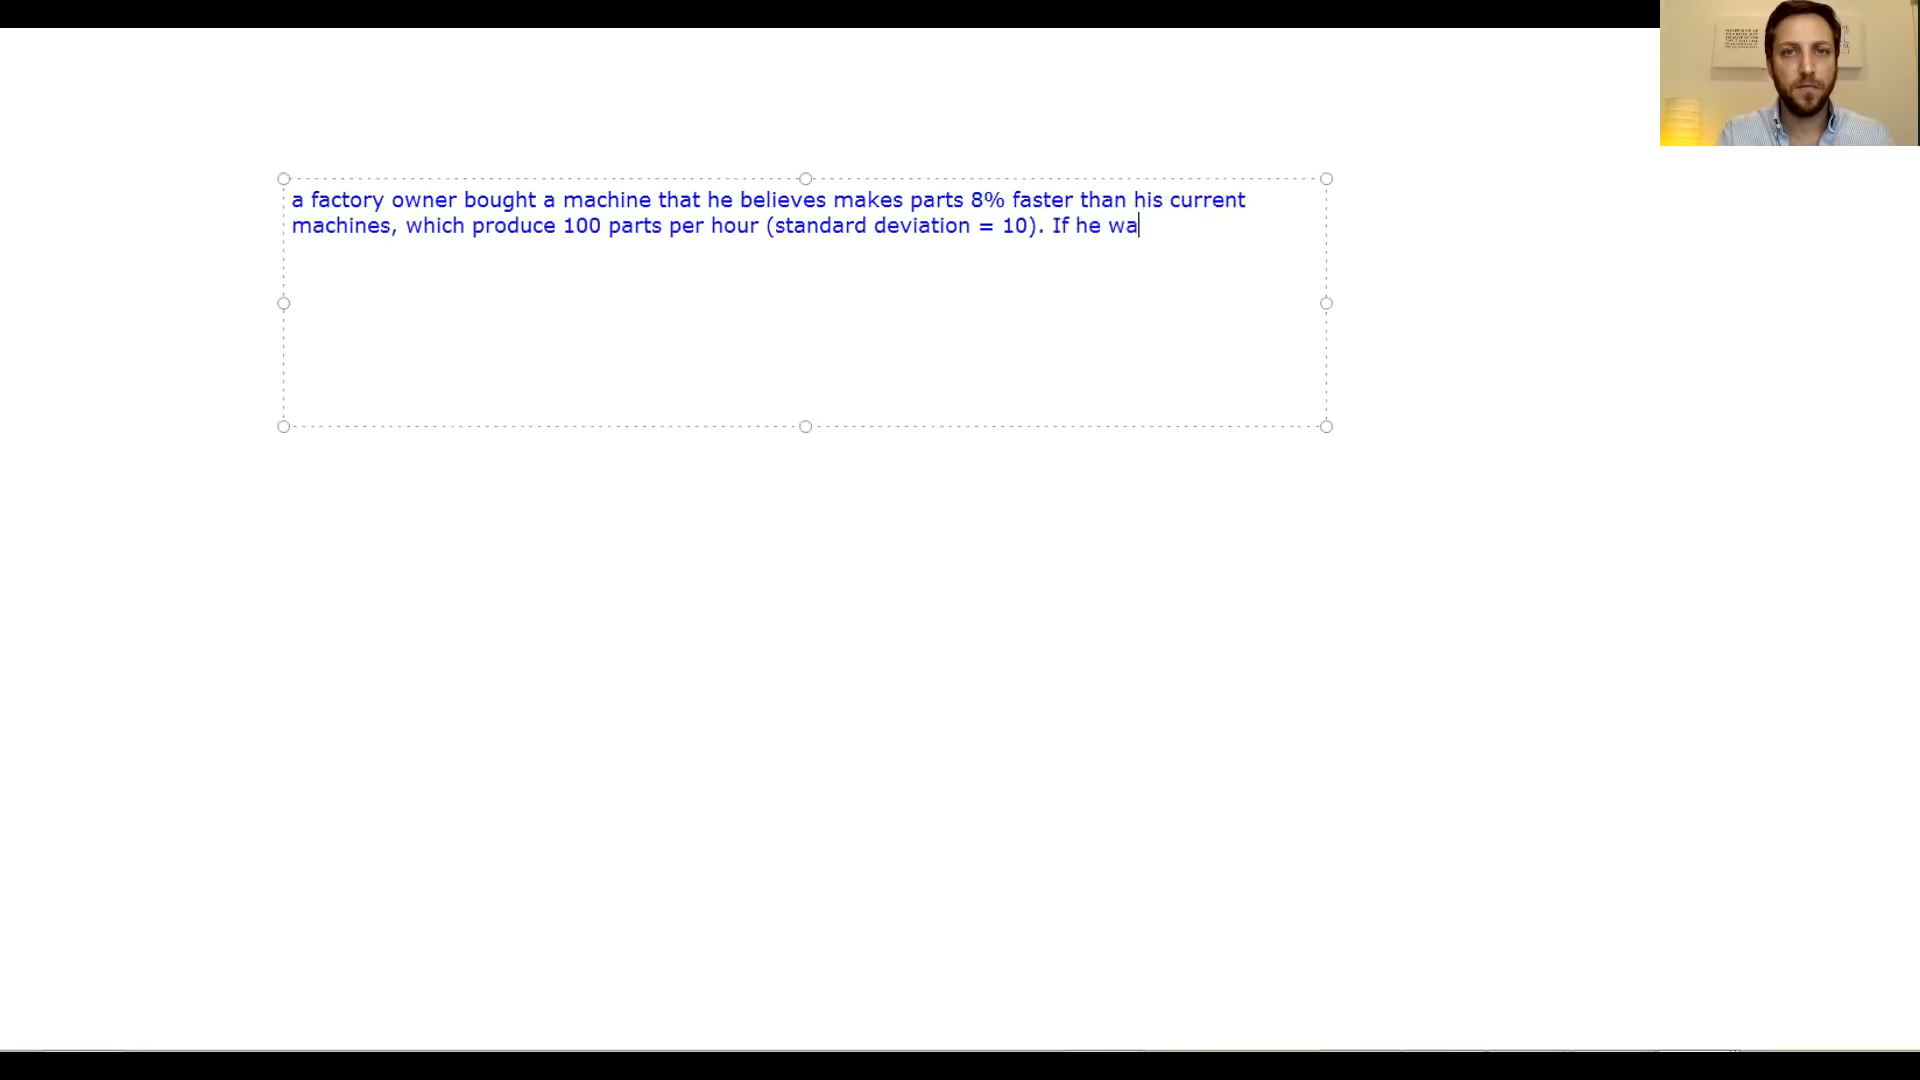 a factory owner bought a machine that he believes makes parts 8% faster than his current
machines, which produce 100 parts per hour (standard deviation = 10). If he wa